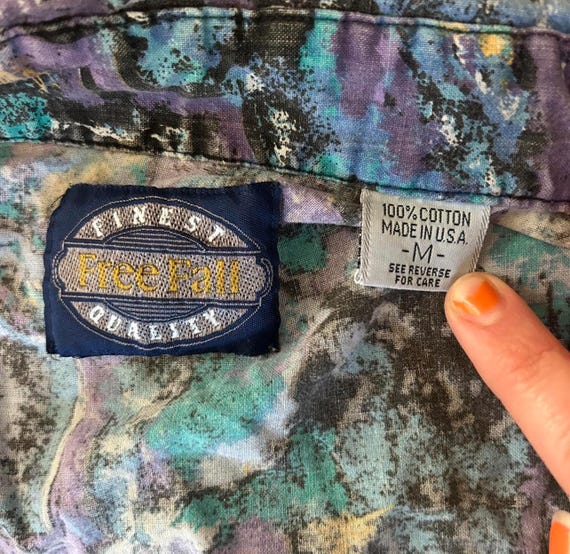 FINEST
Free Fall
QUALITY
100% COTTON
MADE IN U.S.A.
-M-
SEE REVERSE
FOR CARE